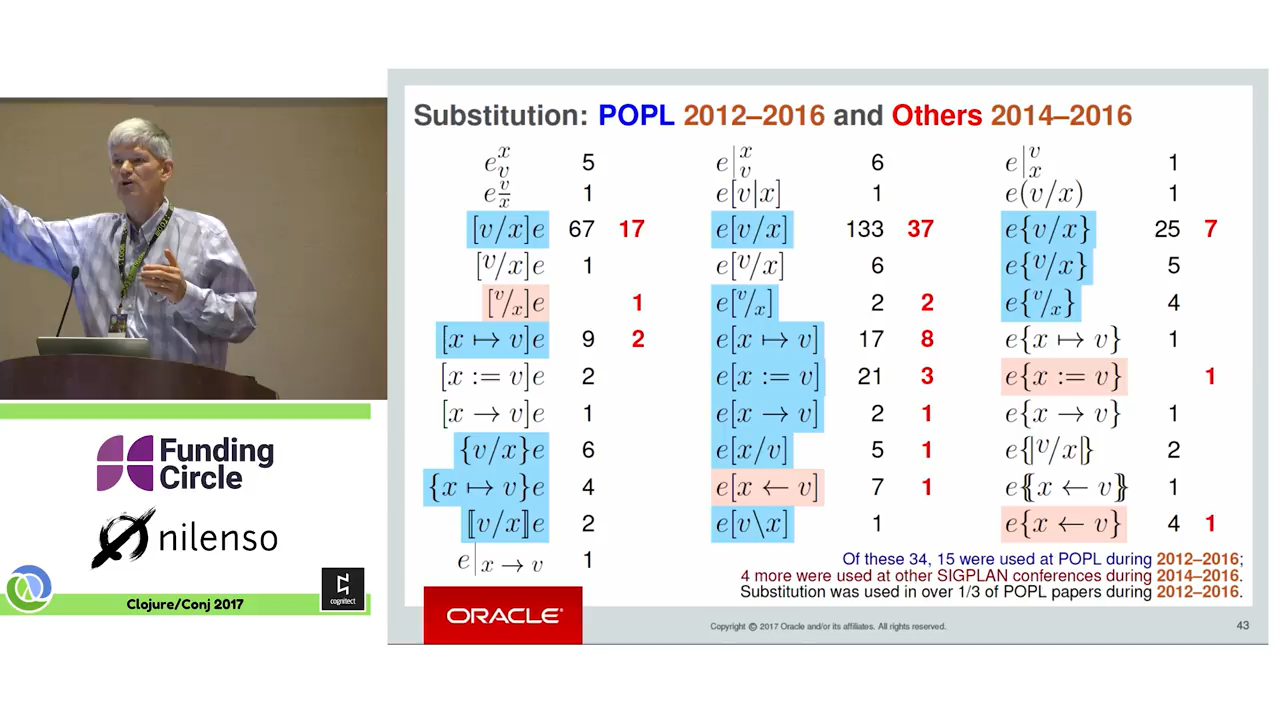 Substitution: POPL 2012–2016 and Others 2014–2016
e^x_v 5 e|^x_v 6 e|^v_x 1
e^{v/x} 1 e[v|x] 1 e(v/x) 1
[v/x]e 67 17 e[v/x] 133 37 e{v/x} 25 7
[v/x]e 1 e[v/x] 6 e{v/x} 5
[v/x]e 1 e[v/x] 2 2 e{v/x} 4
[x ↦ v]e 9 2 e[x ↦ v] 17 8 e{x ↦ v} 1
[x := v]e 2 e[x := v] 21 3 e{x := v} 1
[x → v]e 1 e[x → v] 2 1 e{x → v} 1
{v/x}e 6 e[x/v] 5 1 e{|v/x|} 2
{x ↦ v}e 4 e[x ← v] 7 1 e⦃x ← v⦄ 1
⟦v/x⟧e 2 e[v\x] 1 e{x ← v} 4 1
e|_{x → v} 1
Of these 34, 15 were used at POPL during 2012–2016;
4 more were used at other SIGPLAN conferences during 2014–2016.
Substitution was used in over 1/3 of POPL papers during 2012–2016.
ORACLE®
Copyright © 2017 Oracle and/or its affiliates. All rights reserved.
43
Funding
Circle
nilenso
Clojure/Conj 2017
cognitect